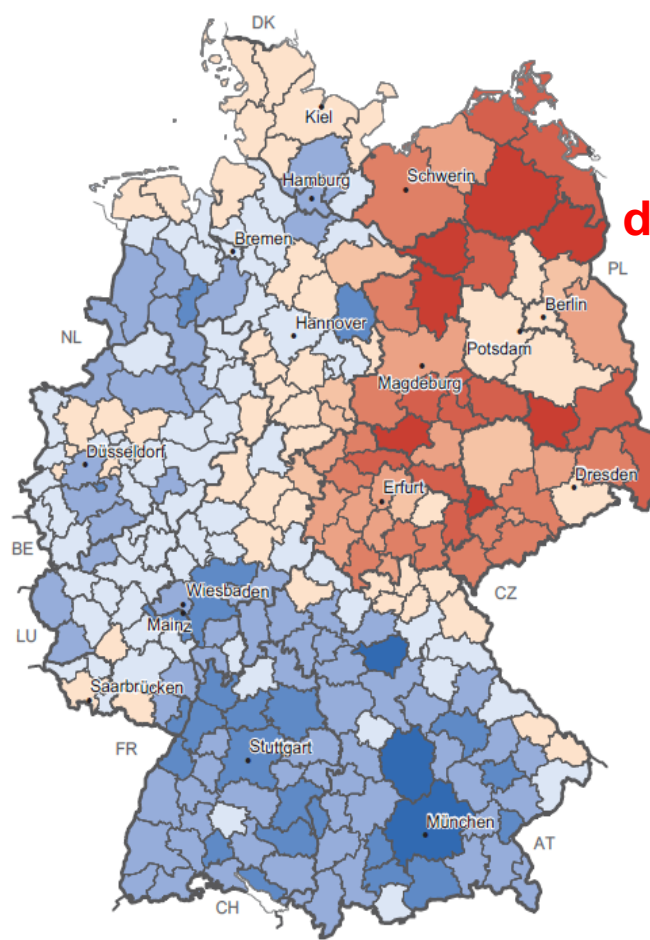 DK
Kiel
Hamburg
Schwerin
d
Bremen
PL
Berlin
Hannover
NL
Potsdam
Magdeburg
Düsseldorf
Dresden
Erfurt
BE
Wiesbaden
CZ
Mainz
LU
Saarbrücken
FR
Stuttgart
München
AT
CH